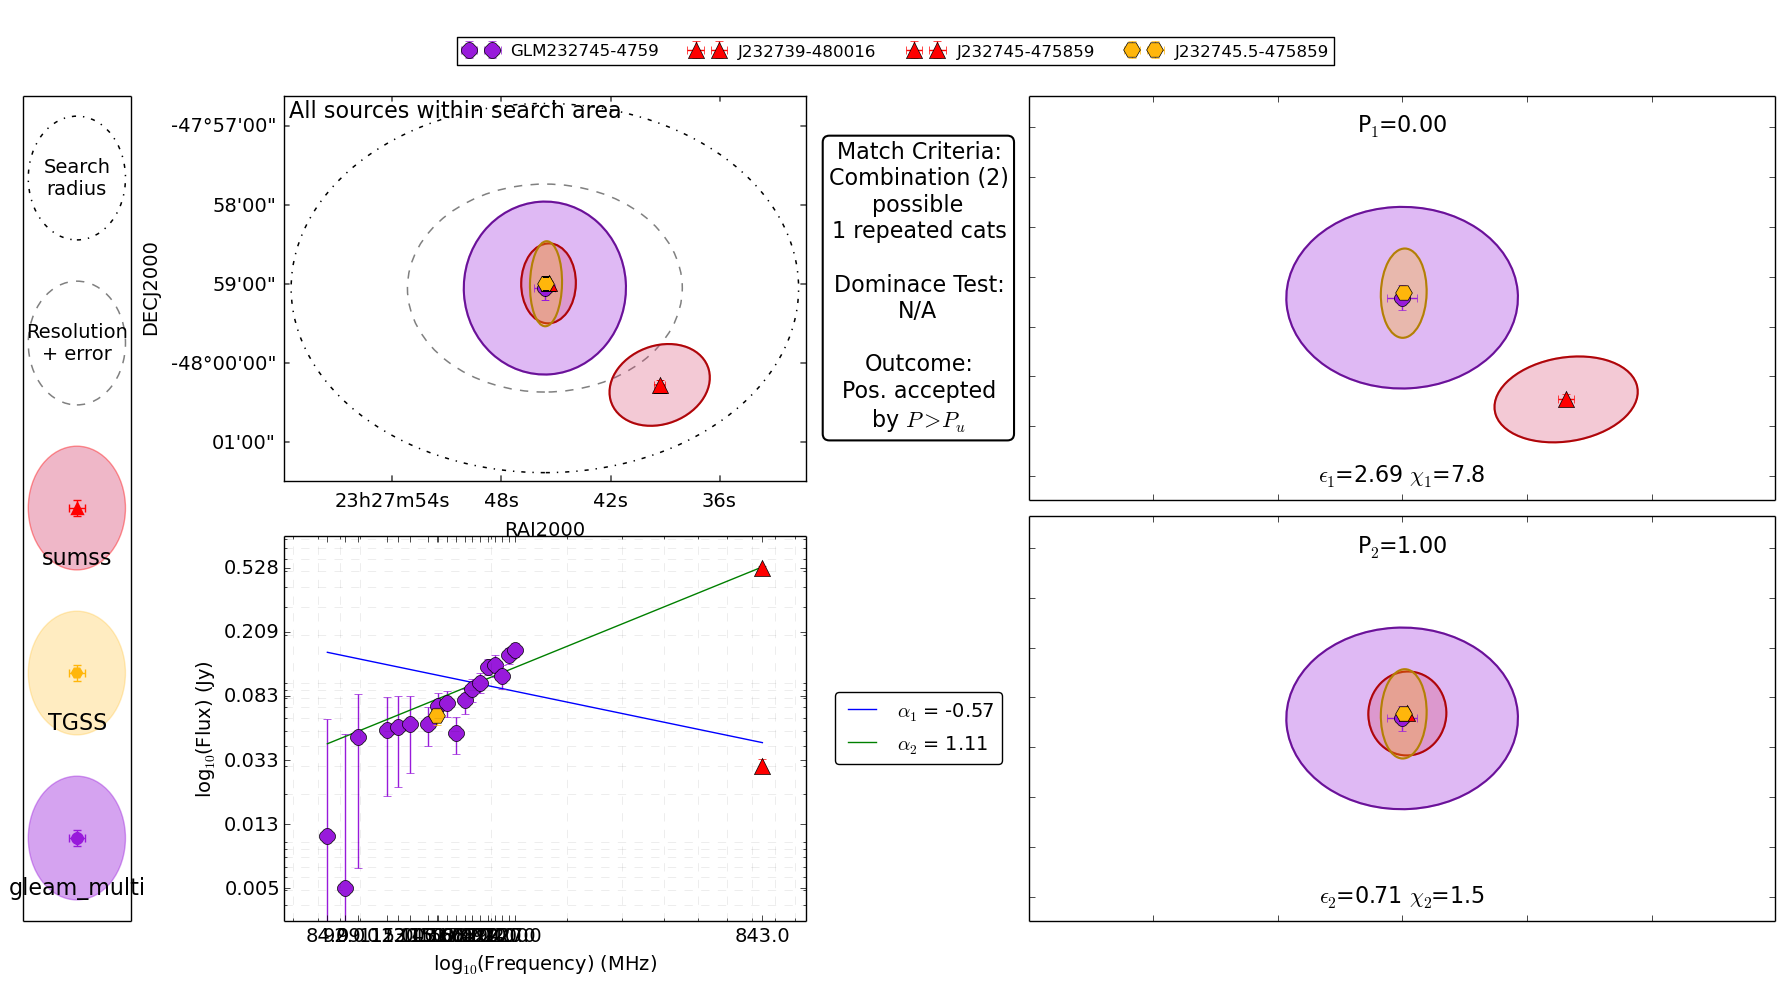 GLM232745-4759 J232739-480016 J232745-475859 J232745.5-475859
Search
radius
Resolution
+ error
sumss
TGSS
gleam_multi
All sources within search area
DECJ2000
-47°57'00"
58'00"
59'00"
-48°00'00"
01'00"
23h27m54s 48s 42s 36s
RAJ2000
Match Criteria:
Combination (2)
possible
1 repeated cats
Dominace Test:
N/A
Outcome:
Pos. accepted
by P>Pu
P1=0.00
ϵ1=2.69 χ1=7.8
P2=1.00
ϵ2=0.71 χ2=1.5
log10(Flux) (Jy)
0.528
0.209
0.083
0.033
0.013
0.005
843.0
log10(Frequency) (MHz)
α1 = -0.57
α2 = 1.11